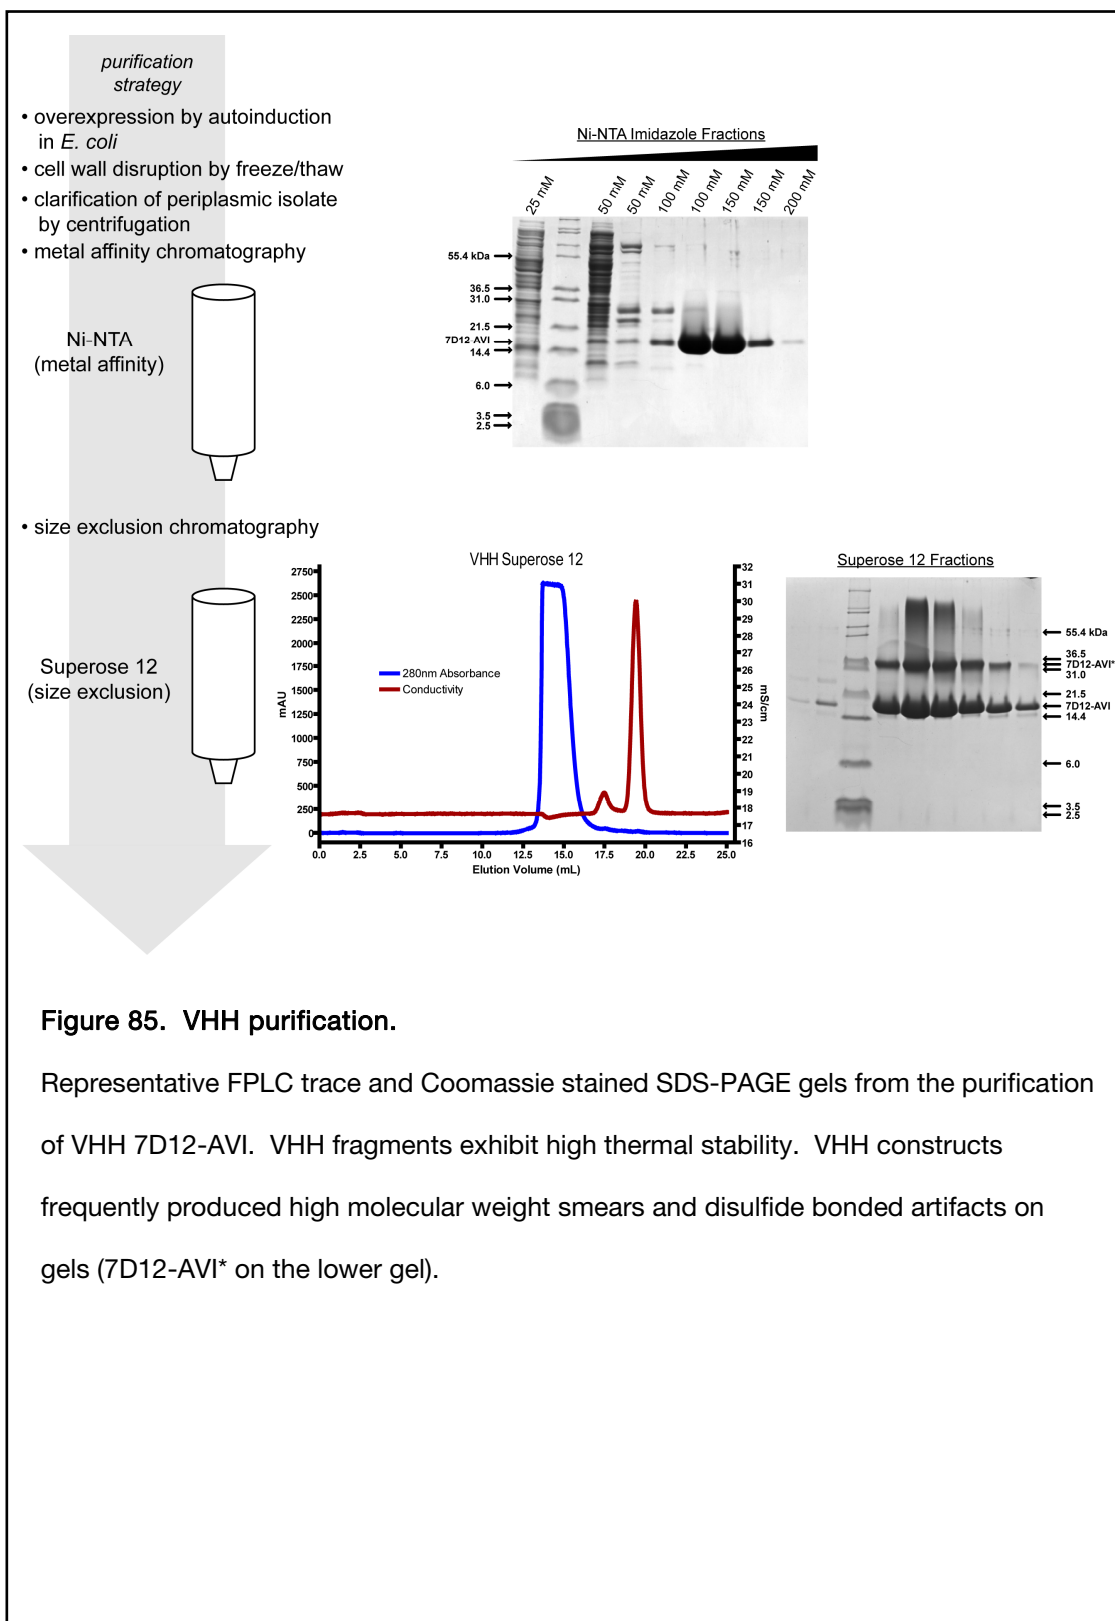 purification
strategy
• overexpression by autoinduction
in E. coli
• cell wall disruption by freeze/thaw
• clarification of periplasmic isolate
by centrifugation
• metal affinity chromatography
Ni-NTA
(metal affinity)
Ni-NTA Imidazole Fractions
25 mM
50 mM
50 mM
100 mM
100 mM
150 mM
150 mM
200 mM
55.4 kDa
36.5
31.0
21.5
7D12-AVI
14.4
6.0
3.5
2.5
• size exclusion chromatography
Superose 12
(size exclusion)
VHH Superose 12
2750
2500
2250
2000
1750
1500
1250
1000
750
500
250
0
mAU
280nm Absorbance
Conductivity
32
31
30
29
28
27
26
25
24
23
22
21
20
19
18
17
16
mS/cm
0.0 2.5 5.0 7.5 10.0 12.5 15.0 17.5 20.0 22.5 25.0
Elution Volume (mL)
Superose 12 Fractions
55.4 kDa
36.5
7D12-AVI*
31.0
21.5
7D12-AVI
14.4
6.0
3.5
2.5
Figure 85. VHH purification.
Representative FPLC trace and Coomassie stained SDS-PAGE gels from the purification
of VHH 7D12-AVI. VHH fragments exhibit high thermal stability. VHH constructs
frequently produced high molecular weight smears and disulfide bonded artifacts on
gels (7D12-AVI* on the lower gel).